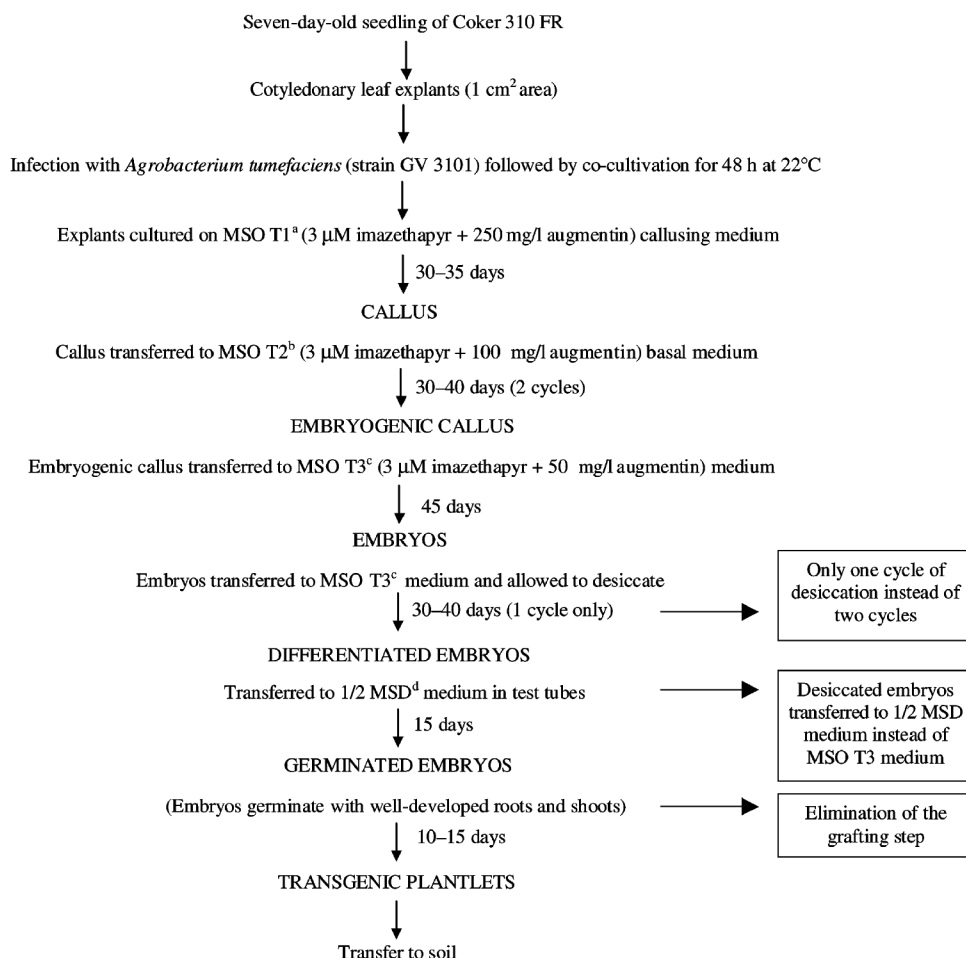 Seven-day-old seedling of Coker 310 FR
Cotyledonary leaf explants (1 cm² area)
Infection with Agrobacterium tumefaciens (strain GV 3101) followed by co-cultivation for 48 h at 22°C
Explants cultured on MSO T1ᵃ (3 μM imazethapyr + 250 mg/l augmentin) callusing medium
30–35 days
CALLUS
Callus transferred to MSO T2ᵇ (3 μM imazethapyr + 100 mg/l augmentin) basal medium
30–40 days (2 cycles)
EMBRYOGENIC CALLUS
Embryogenic callus transferred to MSO T3ᶜ (3 μM imazethapyr + 50 mg/l augmentin) medium
45 days
EMBRYOS
Embryos transferred to MSO T3ᶜ medium and allowed to desiccate
30–40 days (1 cycle only)
Only one cycle of
desiccation instead of
two cycles
DIFFERENTIATED EMBRYOS
Transferred to 1/2 MSDᵈ medium in test tubes
15 days
Desiccated embryos
transferred to 1/2 MSD
medium instead of
MSO T3 medium
GERMINATED EMBRYOS
(Embryos germinate with well-developed roots and shoots)
10–15 days
Elimination of the
grafting step
TRANSGENIC PLANTLETS
Transfer to soil